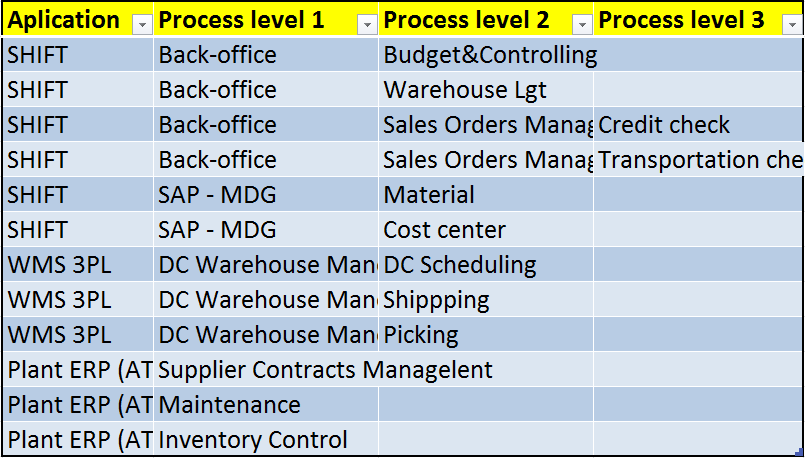 Aplication Process level 1 Process level 2 Process level 3
SHIFT Back-office Budget&Controlling
SHIFT Back-office Warehouse Lgt
SHIFT Back-office Sales Orders Manag Credit check
SHIFT Back-office Sales Orders Manag Transportation che
SHIFT SAP - MDG Material
SHIFT SAP - MDG Cost center
WMS 3PL DC Warehouse Man DC Scheduling
WMS 3PL DC Warehouse Man Shippping
WMS 3PL DC Warehouse Man Picking
Plant ERP (AT Supplier Contracts Managelent
Plant ERP (AT Maintenance
Plant ERP (AT Inventory Control